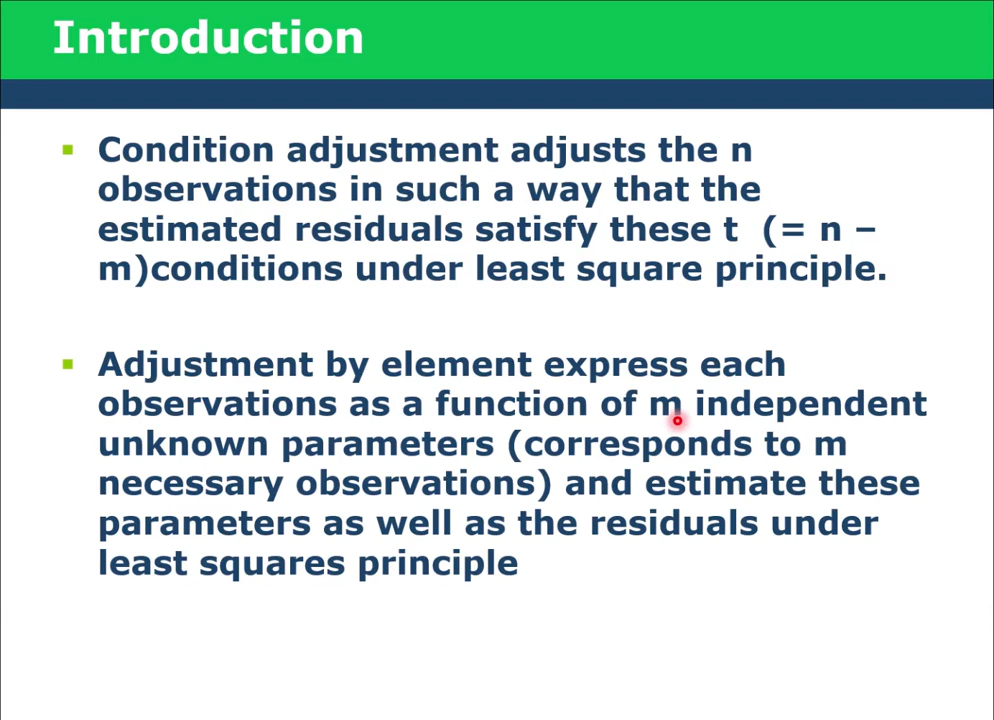 Introduction
Condition adjustment adjusts the n
observations in such a way that the
estimated residuals satisfy these t (= n –
m)conditions under least square principle.
Adjustment by element express each
observations as a function of m independent
unknown parameters (corresponds to m
necessary observations) and estimate these
parameters as well as the residuals under
least squares principle